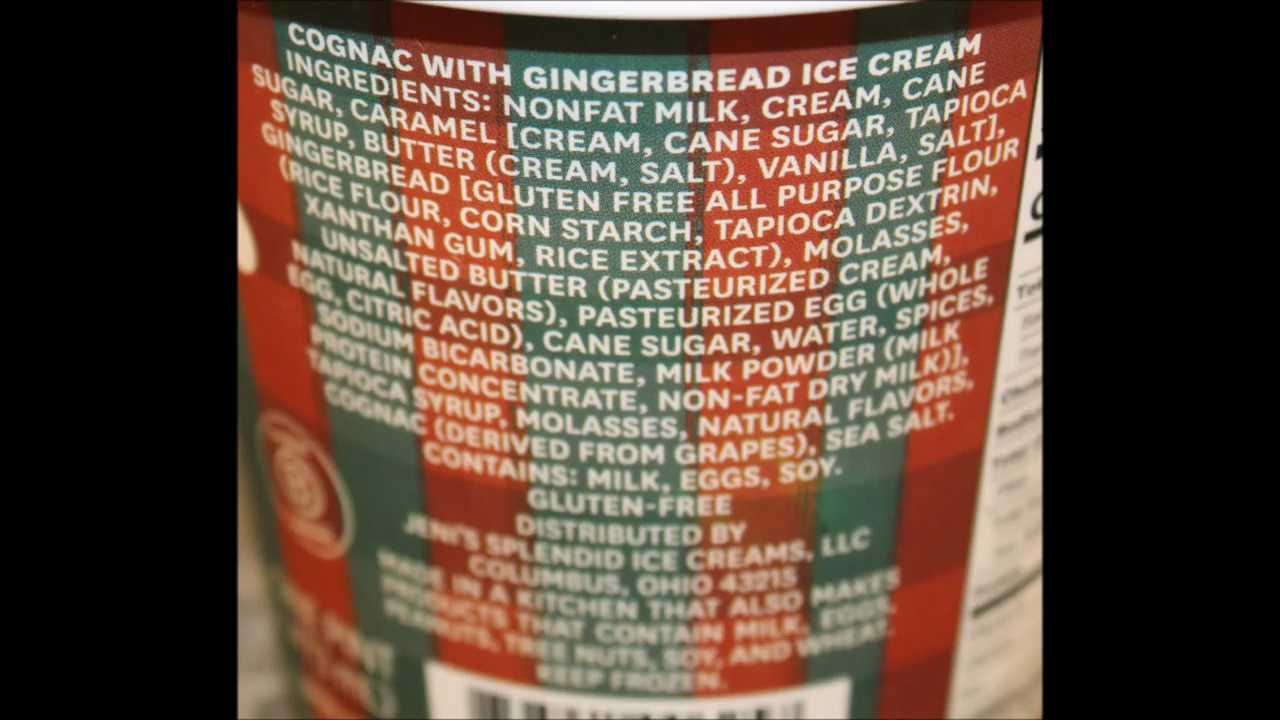 COGNAC WITH GINGERBREAD ICE CREAM
INGREDIENTS: NONFAT MILK, CREAM, CANE
SUGAR, CARAMEL [CREAM, CANE SUGAR, TAPIOCA
SYRUP, BUTTER (CREAM, SALT), VANILLA, SALT],
GINGERBREAD [GLUTEN FREE ALL PURPOSE FLOUR
(RICE FLOUR, CORN STARCH, TAPIOCA DEXTRIN,
XANTHAN GUM, RICE EXTRACT), MOLASSES,
UNSALTED BUTTER (PASTEURIZED CREAM,
NATURAL FLAVORS), PASTEURIZED EGG (WHOLE
EGG, CITRIC ACID), CANE SUGAR, WATER, SPICES,
SODIUM BICARBONATE, MILK POWDER (MILK
PROTEIN CONCENTRATE, NON-FAT DRY MILK)],
TAPIOCA SYRUP, MOLASSES, NATURAL FLAVORS,
COGNAC (DERIVED FROM GRAPES), SEA SALT.
CONTAINS: MILK, EGGS, SOY.
GLUTEN-FREE
DISTRIBUTED BY
JENI'S SPLENDID ICE CREAMS, LLC
COLUMBUS, OHIO 43215
MADE IN A KITCHEN THAT ALSO MAKES
PRODUCTS THAT CONTAIN MILK, EGGS,
PEANUTS, TREE NUTS, SOY, AND WHEAT.
KEEP FROZEN.